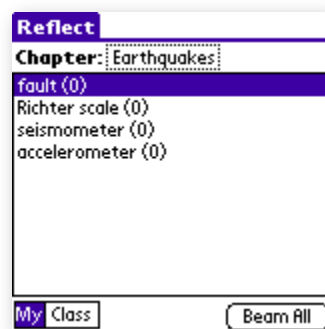 Reflect
Chapter: Earthquakes
fault (0)
Richter scale (0)
seismometer (0)
accelerometer (0)
My Class Beam All